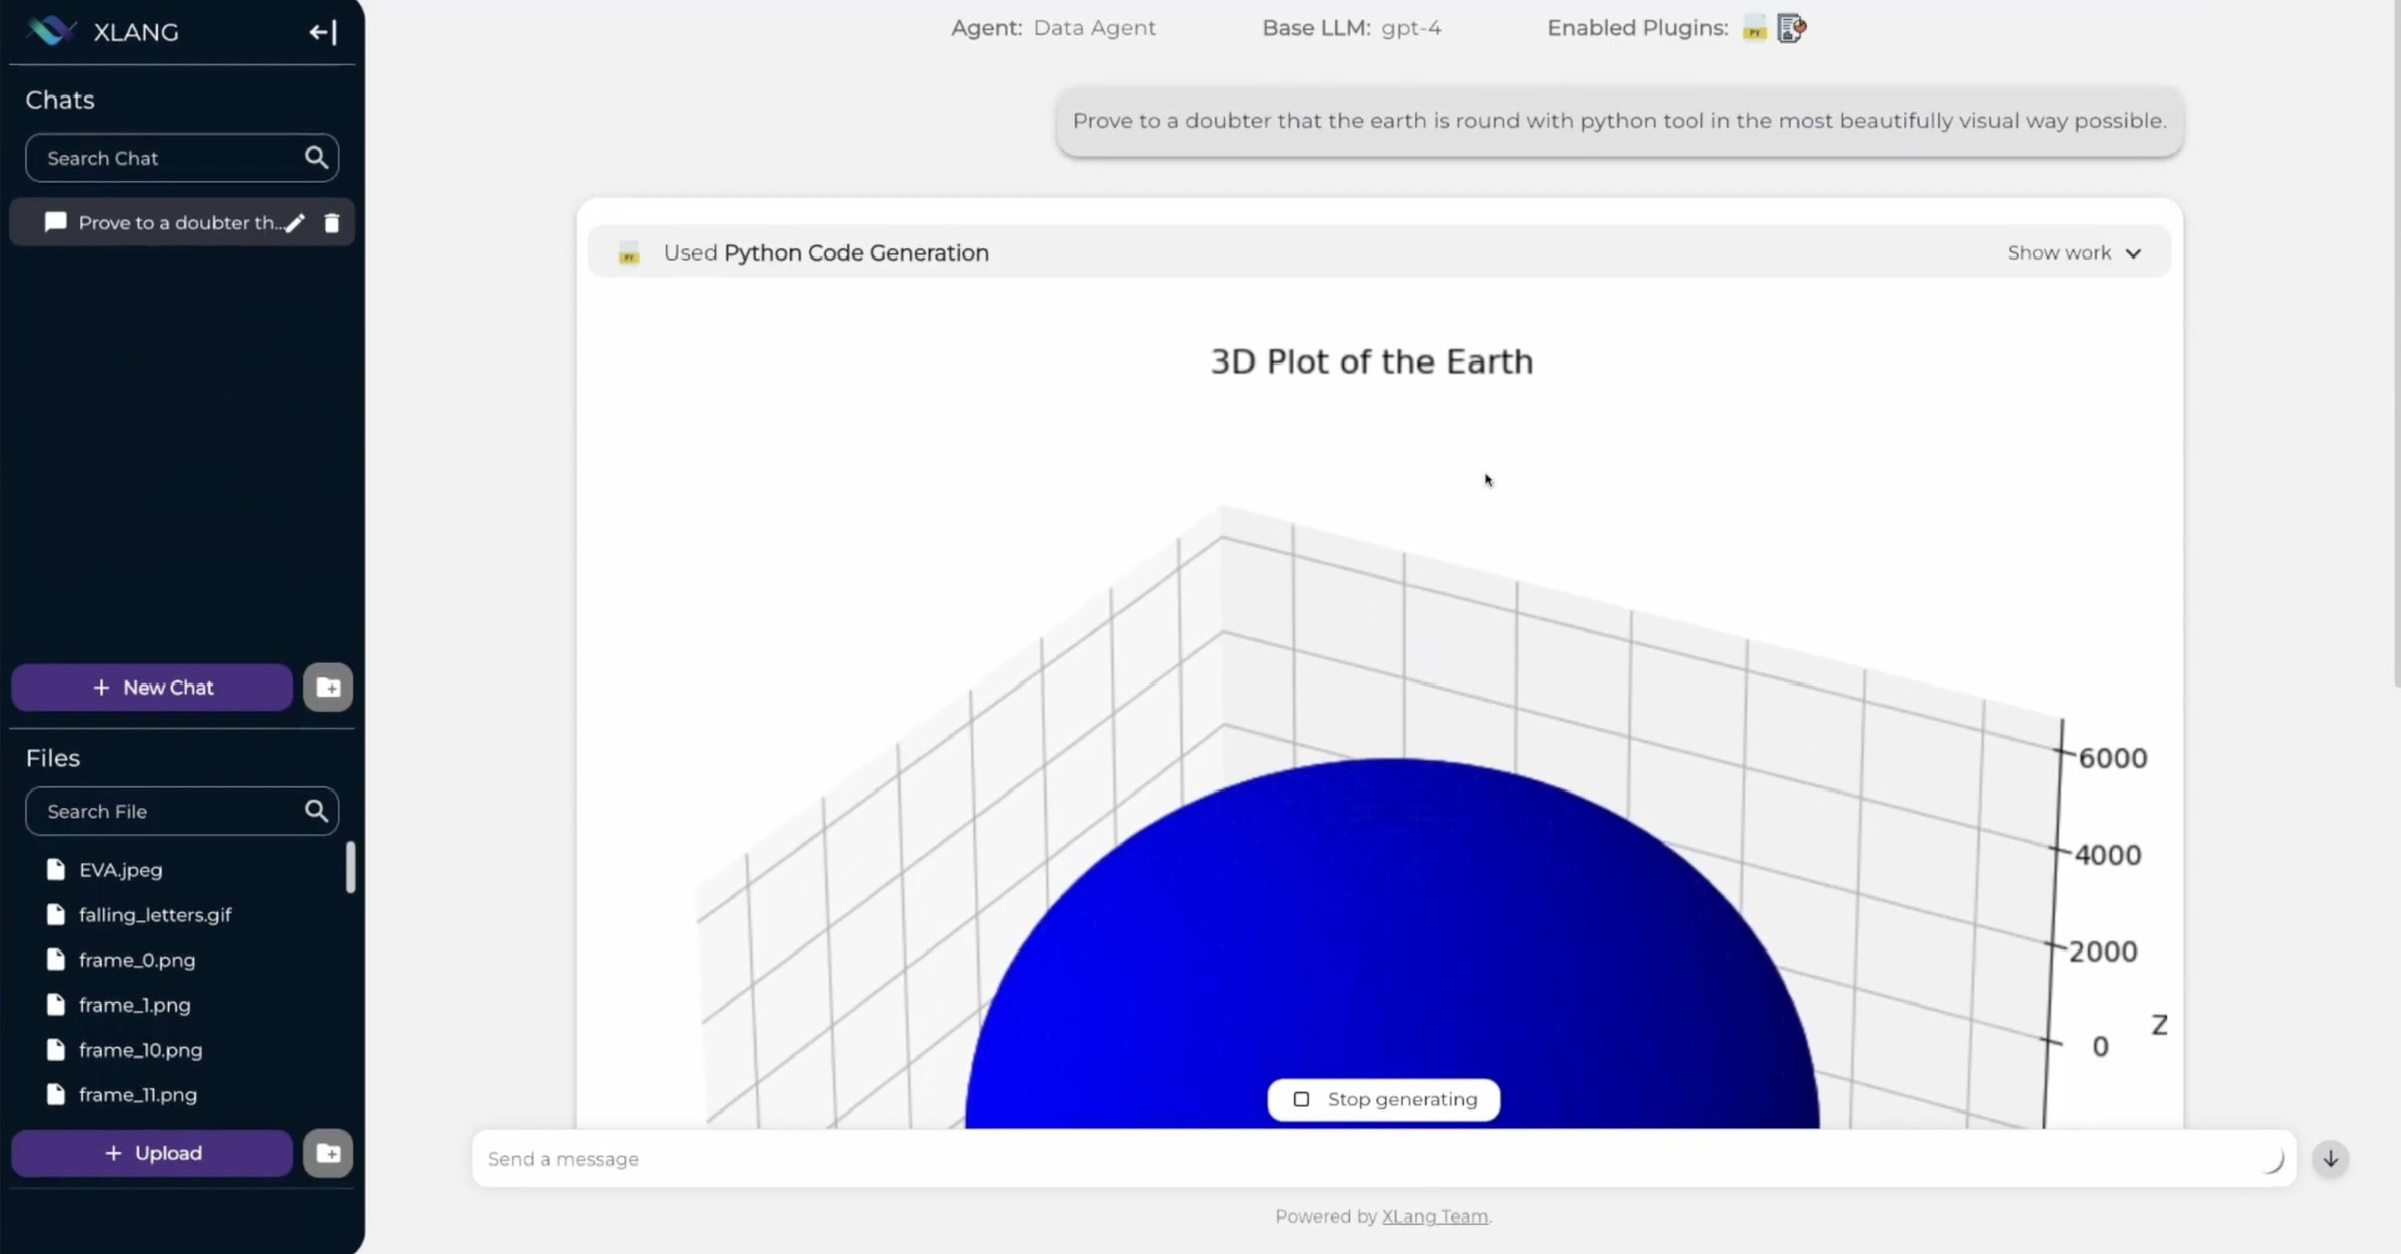 XLANG
Chats
Search Chat
Prove to a doubter th...
+ New Chat
Files
Search File
EVA.jpeg
falling_letters.gif
frame_0.png
frame_1.png
frame_10.png
frame_11.png
+ Upload
Agent: Data Agent Base LLM: gpt-4 Enabled Plugins: PY
Prove to a doubter that the earth is round with python tool in the most beautifully visual way possible.
PY Used Python Code Generation Show work
3D Plot of the Earth
6000
4000
2000
0
Z
Stop generating
Send a message
Powered by XLang Team.